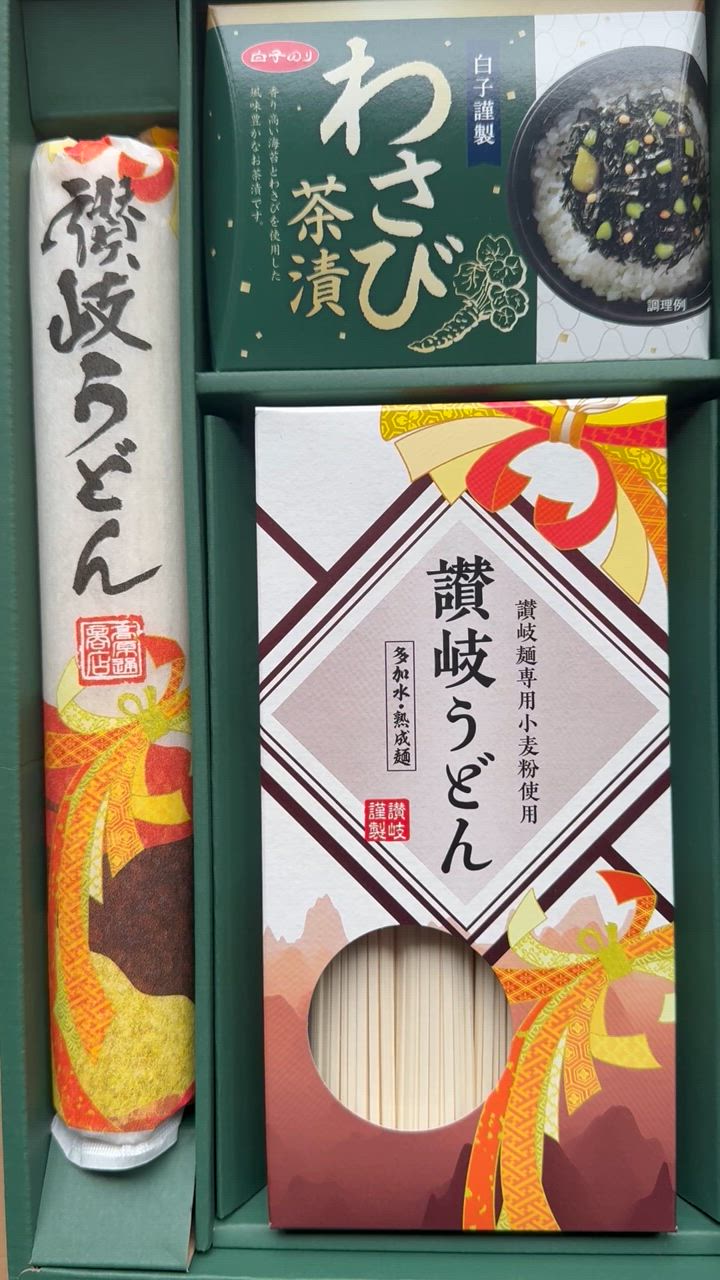 讃岐うどん
白子のり
白子謹製
わさび
茶漬
香り高い海苔とわさびを使用した
風味豊かなお茶漬です。
調理例
讃岐麺専用小麦粉使用
讃岐うどん
多加水・熟成麺
讃岐
謹製